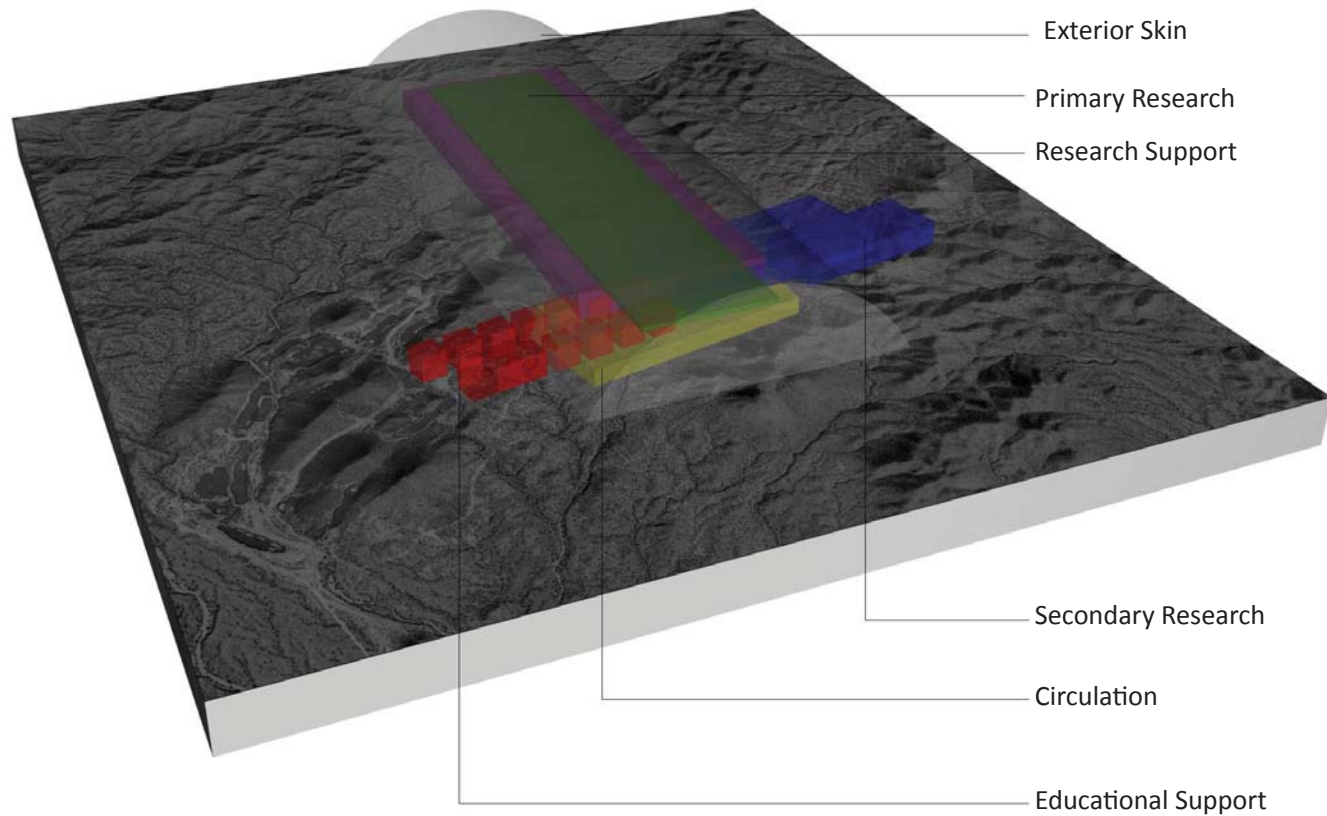 Exterior Skin
Primary Research
Research Support
Secondary Research
Circulation
Educational Support